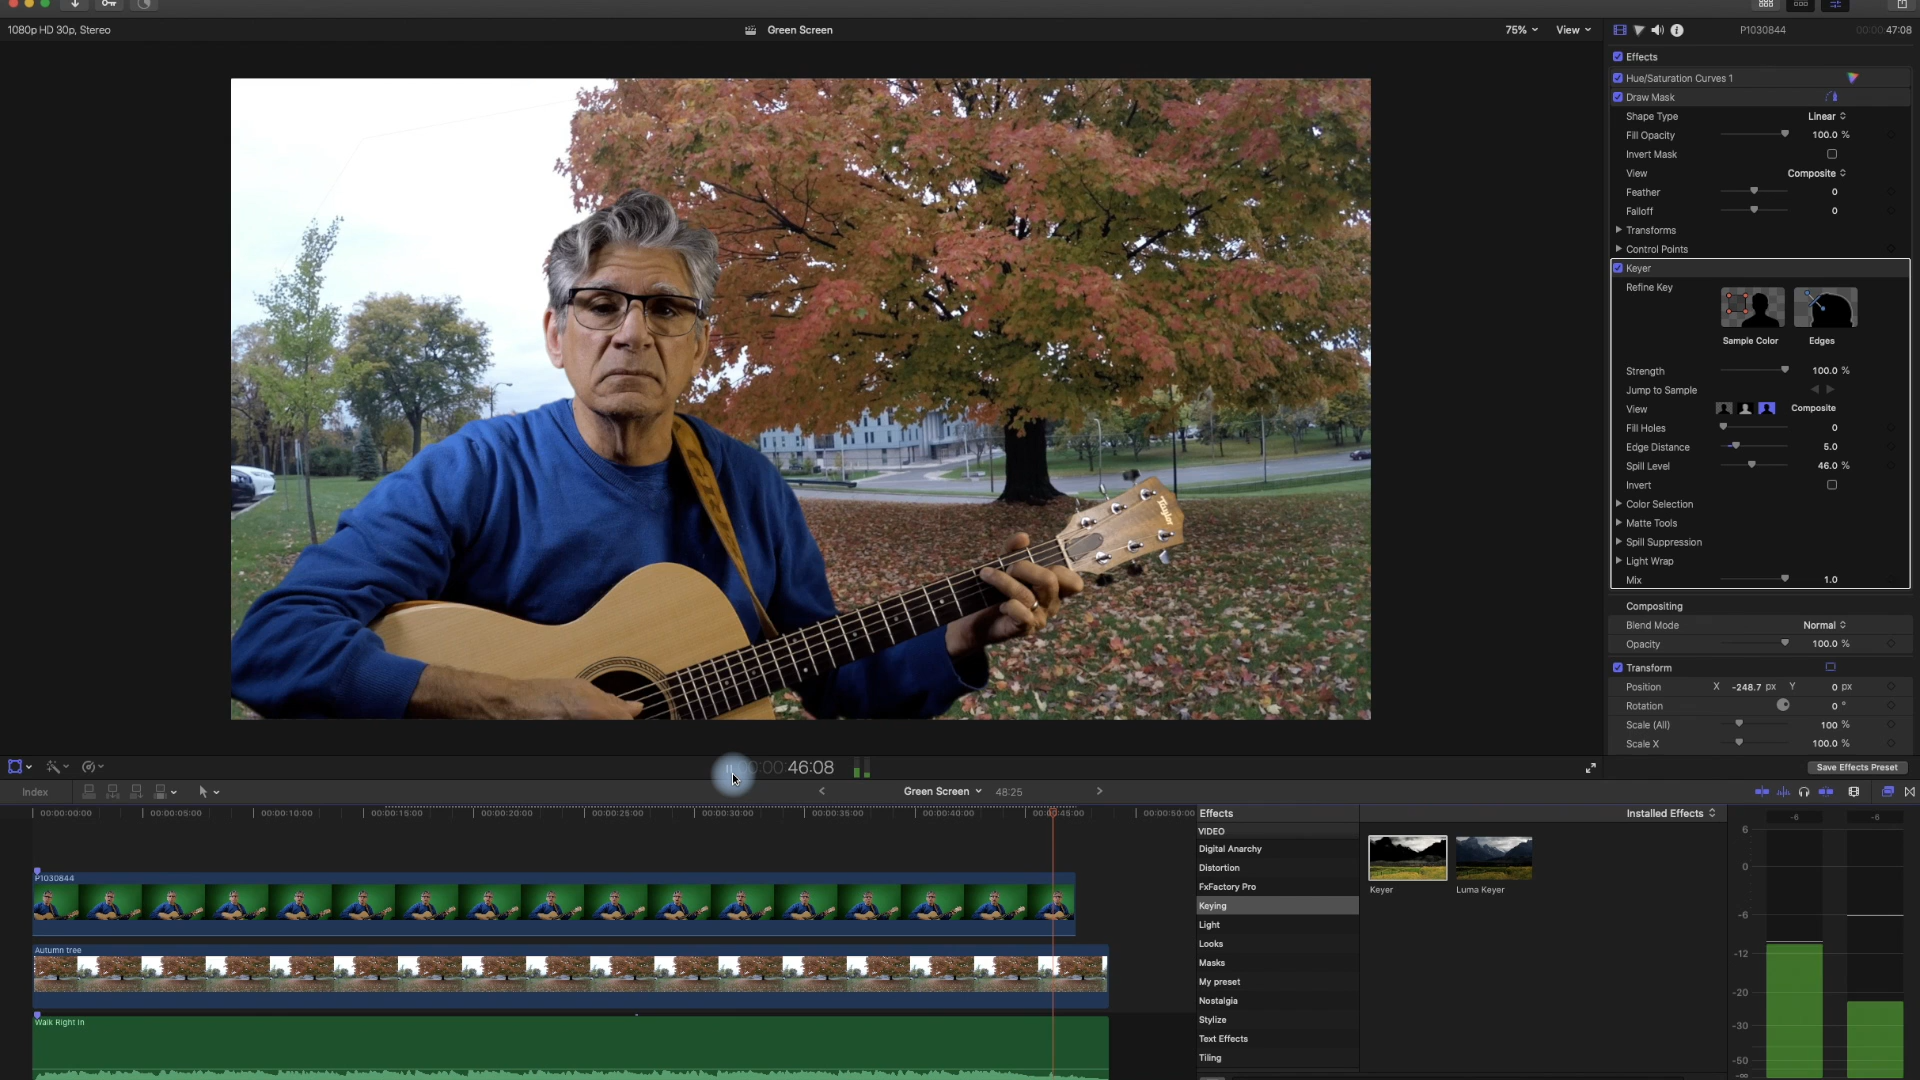 1080p HD 30p, Stereo
Green Screen
75%
View
P1030844
00:00:47:08
Effects
Hue/Saturation Curves 1
Draw Mask
Shape Type
Linear
Fill Opacity
100.0 %
Invert Mask
View
Composite
Feather
0
Falloff
0
Transforms
Control Points
Keyer
Refine Key
Sample Color
Edges
Strength
100.0 %
Jump to Sample
View
Composite
Fill Holes
0
Edge Distance
5.0
Spill Level
46.0 %
Invert
Color Selection
Matte Tools
Spill Suppression
Light Wrap
Mix
1.0
Compositing
Blend Mode
Normal
Opacity
100.0 %
Transform
Position
X
-248.7 px
Y
0 px
Rotation
0 °
Scale (All)
100 %
Scale X
100.0 %
Save Effects Preset
Taylor
46:08
Index
Green Screen
48:25
00:00:00:00
00:00:05:00
00:00:10:00
00:00:15:00
00:00:20:00
00:00:25:00
00:00:30:00
00:00:35:00
00:00:40:00
00:00:45:00
00:00:50:00
P1030844
Autumn tree
Walk Right In
Effects
Installed Effects
VIDEO
Digital Anarchy
Distortion
FxFactory Pro
Keying
Light
Looks
Masks
My preset
Nostalgia
Stylize
Text Effects
Tiling
Keyer
Luma Keyer
-6
-6
6
0
-6
-12
-20
-30
-50
-∞